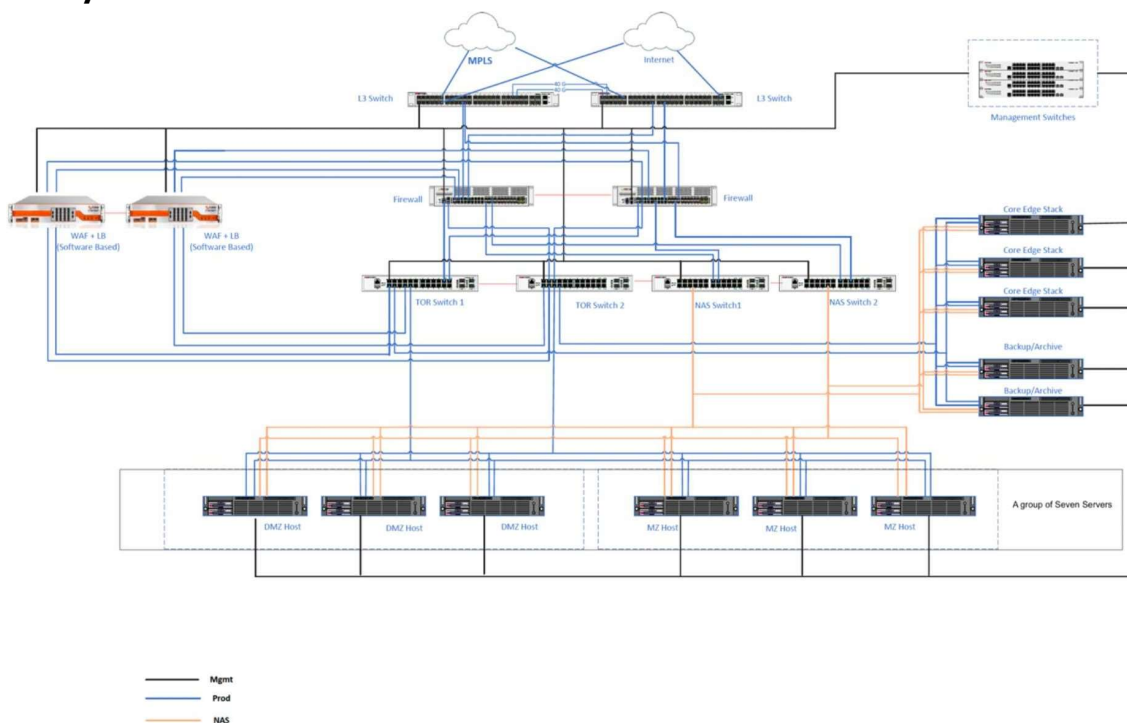 MPLS
Internet
40 G
40 G
L3 Switch
L3 Switch
Management Switches
Firewall
Firewall
WAF + LB
(Software Based)
WAF + LB
(Software Based)
Core Edge Stack
Core Edge Stack
Core Edge Stack
Backup/Archive
Backup/Archive
TOR Switch 1
TOR Switch 2
NAS Switch1
NAS Switch 2
DMZ Host
DMZ Host
DMZ Host
MZ Host
MZ Host
MZ Host
A group of Seven Servers
Mgmt
Prod
NAS